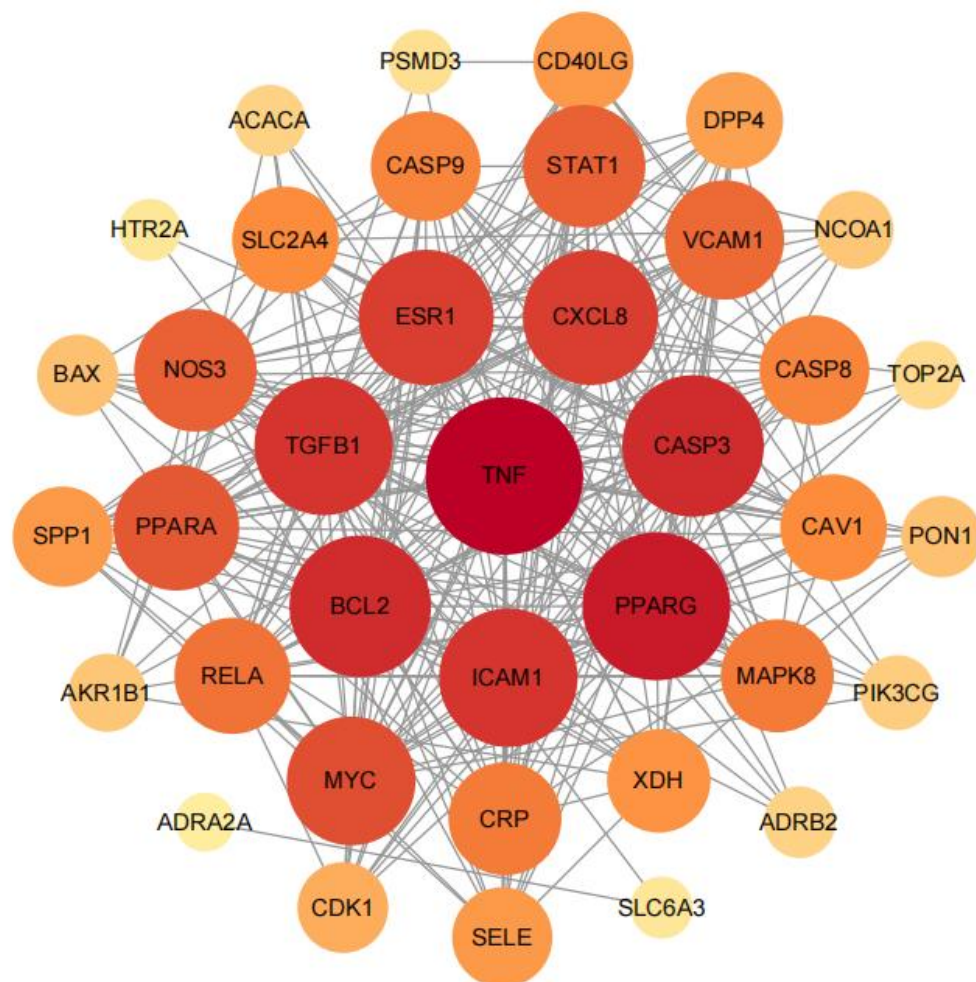 PSMD3
CD40LG
ACACA
DPP4
CASP9
STAT1
HTR2A
SLC2A4
VCAM1
NCOA1
ESR1
CXCL8
BAX
NOS3
CASP8
TOP2A
TGFB1
CASP3
TNF
SPP1
PPARA
CAV1
PON1
BCL2
PPARG
AKR1B1
RELA
ICAM1
MAPK8
PIK3CG
MYC
XDH
ADRA2A
CRP
ADRB2
CDK1
SLC6A3
SELE